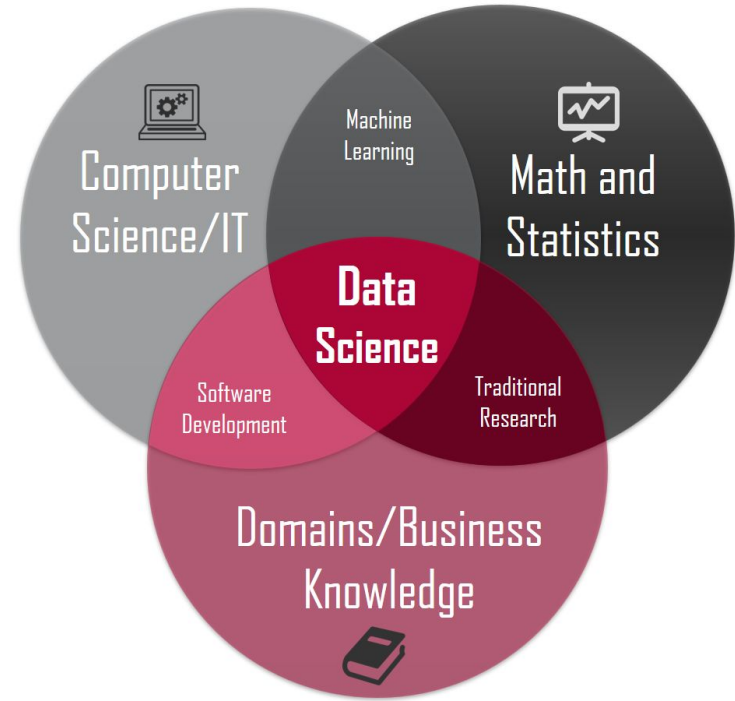 Machine
Learning
Computer
Science/IT
Math and
Statistics
Data
Science
Software
Development
Traditional
Research
Domains/Business
Knowledge